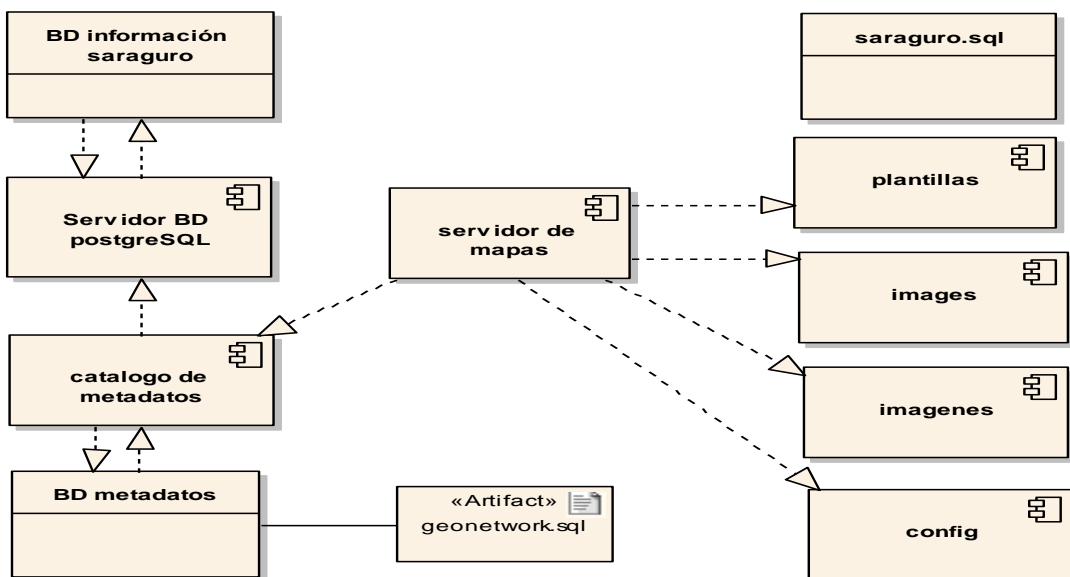 BD información
saraguro
saraguro.sql
plantillas
Servidor BD
postgreSQL
servidor de
mapas
images
catalogo de
metadatos
imagenes
BD metadatos
«Artifact»
geonetwork.sql
config